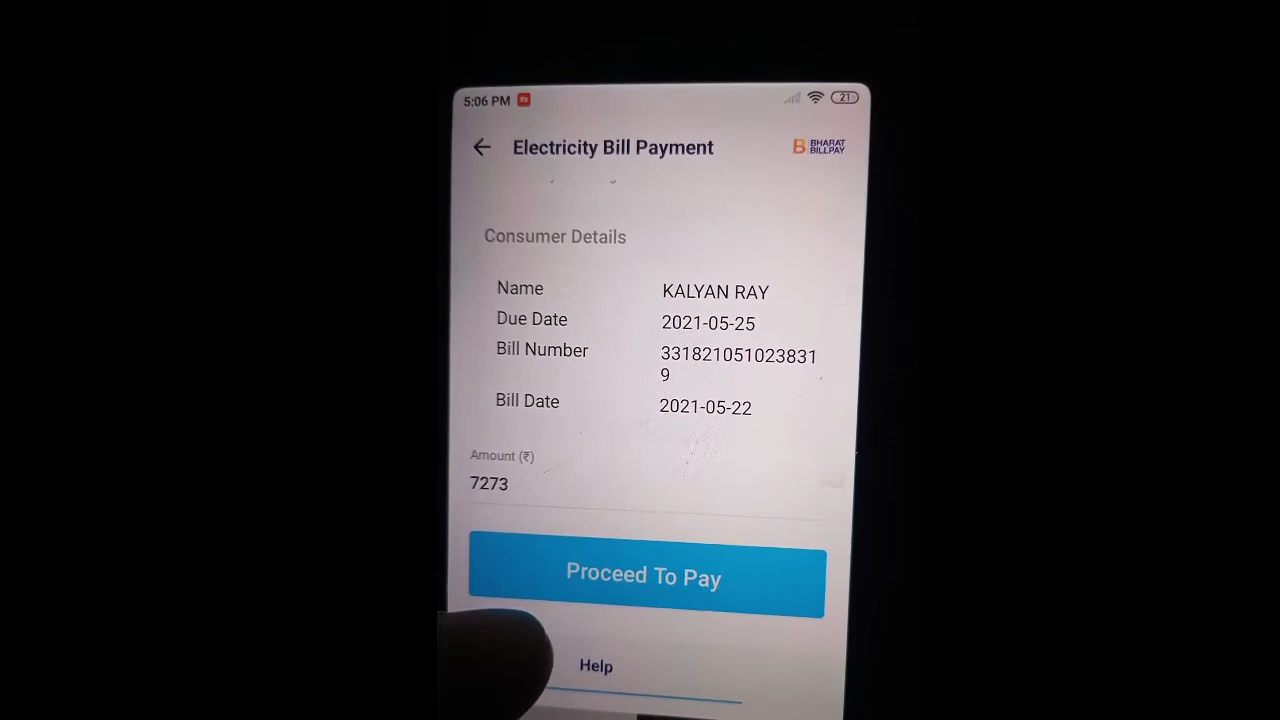 5:06 PM
21
Electricity Bill Payment
B BHARAT
BILLPAY
Consumer Details
Name KALYAN RAY
Due Date 2021-05-25
Bill Number 331821051023831
9
Bill Date 2021-05-22
Amount (₹)
7273
Proceed To Pay
Help